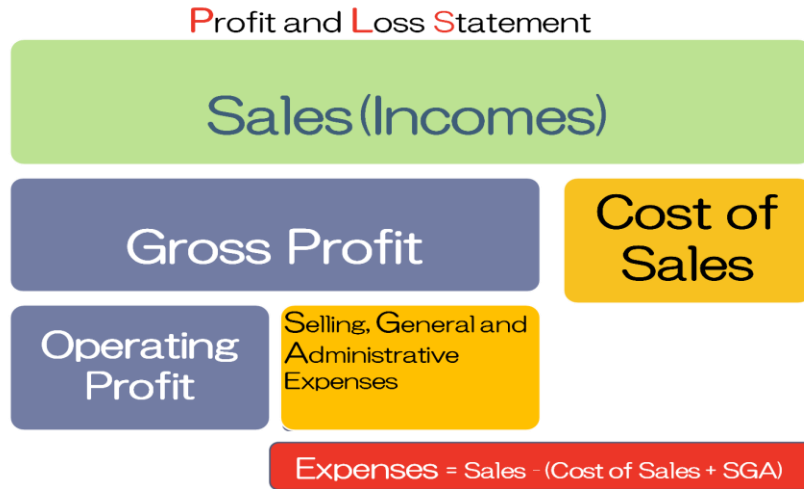 Profit and Loss Statement
Sales(Incomes)
Gross Profit
Cost of
Sales
Operating
Profit
Selling, General and
Administrative
Expenses
Expenses = Sales - (Cost of Sales + SGA)